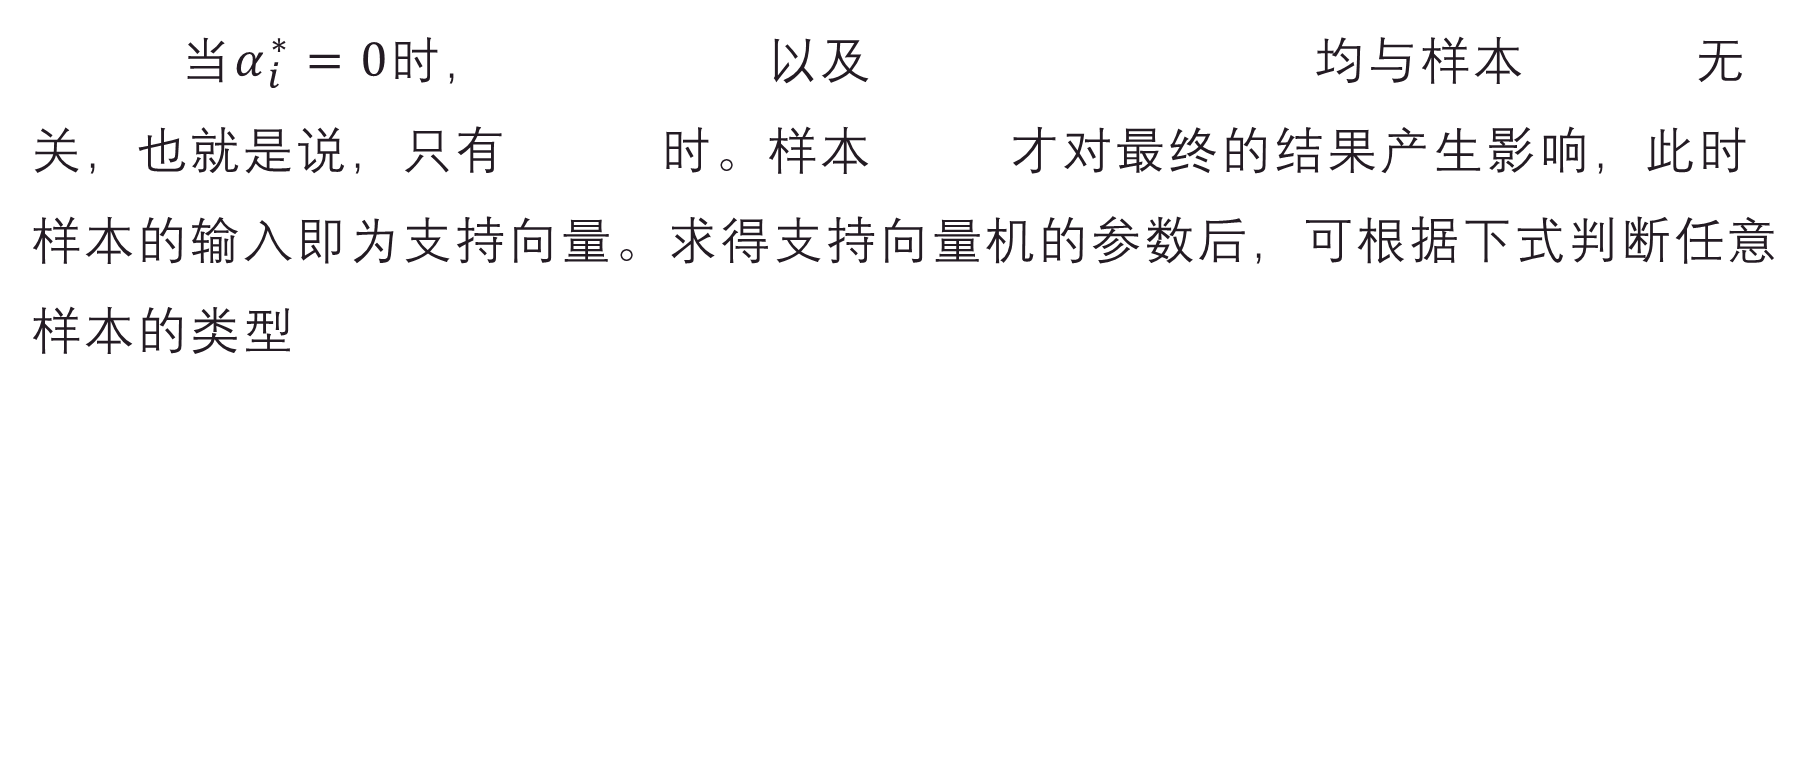 当α_i^* = 0时, 以及 均与样本 无
关, 也就是说, 只有 时。样本 才对最终的结果产生影响, 此时
样本的输入即为支持向量。求得支持向量机的参数后, 可根据下式判断任意
样本的类型